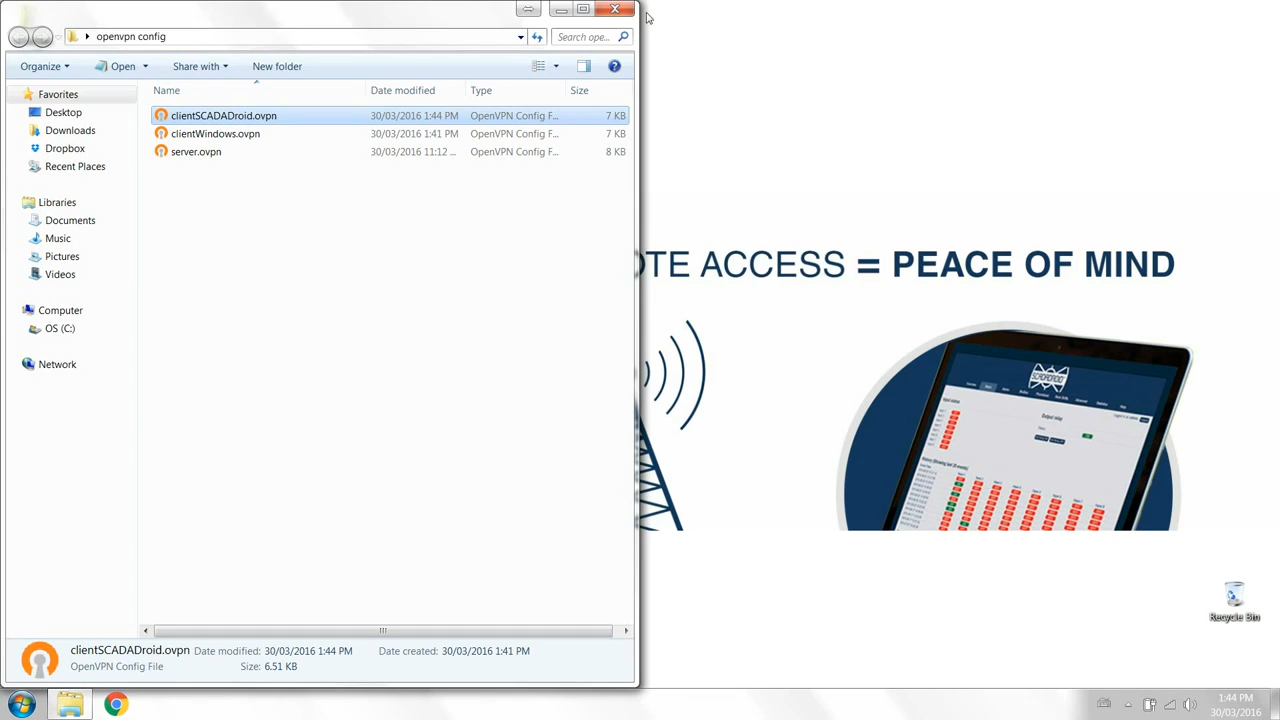 openvpn config
Search ope...
Organize
Open
Share with
New folder
Name
Date modified
Type
Size
Favorites
Desktop
Downloads
Dropbox
Recent Places
Libraries
Documents
Music
Pictures
Videos
Computer
OS (C:)
Network
clientSCADADroid.ovpn 30/03/2016 1:44 PM OpenVPN Config F... 7 KB
clientWindows.ovpn 30/03/2016 1:41 PM OpenVPN Config F... 7 KB
server.ovpn 30/03/2016 11:12 ... OpenVPN Config F... 8 KB
OTE ACCESS = PEACE OF MIND
SCADADROID
Recycle Bin
clientSCADADroid.ovpn Date modified: 30/03/2016 1:44 PM Date created: 30/03/2016 1:41 PM
OpenVPN Config File Size: 6.51 KB
1:44 PM
30/03/2016